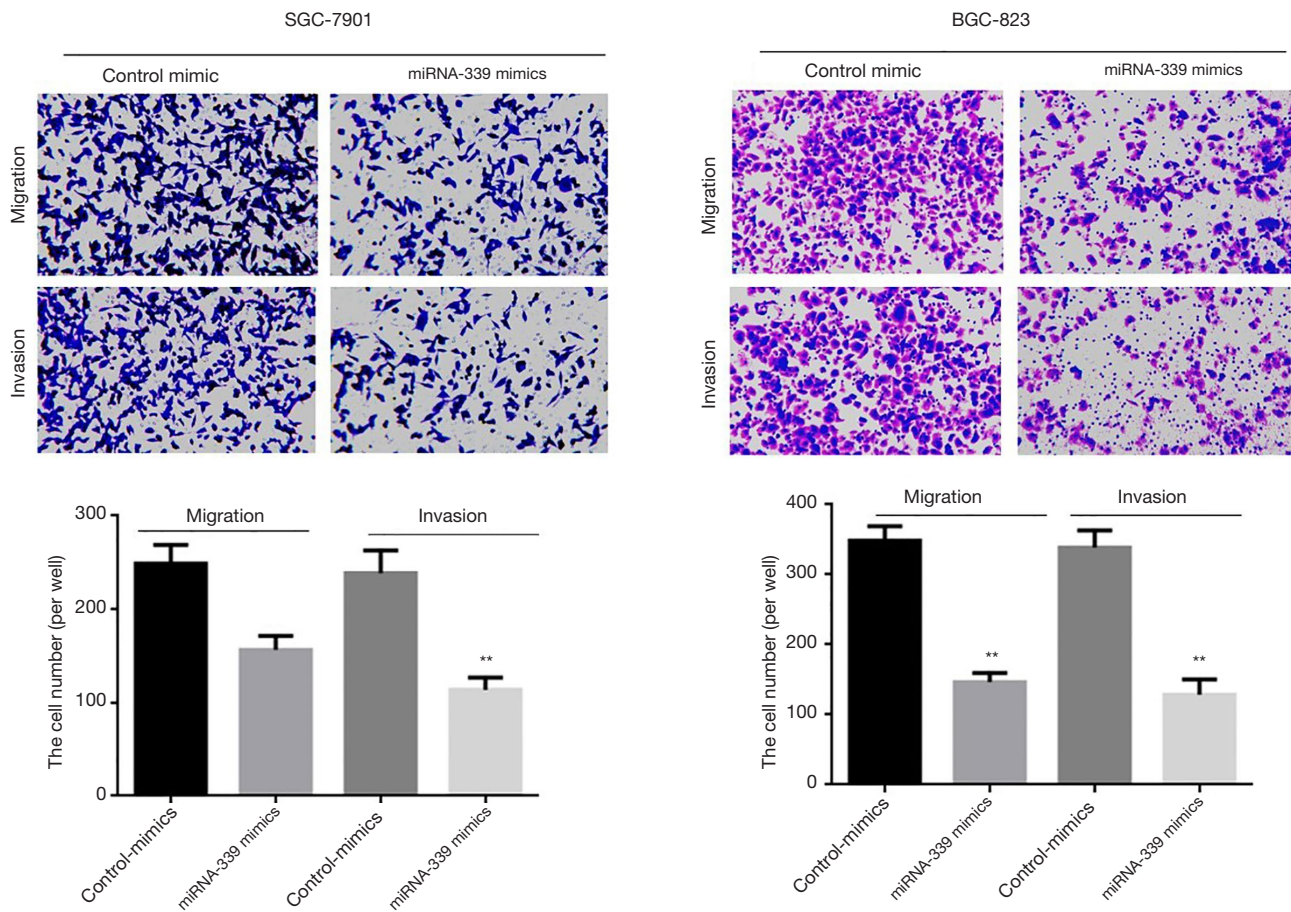 SGC-7901
Control mimic
miRNA-339 mimics
Migration
Invasion
300
200
100
0
The cell number (per well)
Migration
Invasion
**
Control-mimics
miRNA-339 mimics
Control-mimics
miRNA-339 mimics
BGC-823
Control mimic
miRNA-339 mimics
Migration
Invasion
400
300
200
100
0
The cell number (per well)
Migration
Invasion
**
**
Control-mimics
miRNA-339 mimics
Control-mimics
miRNA-339 mimics